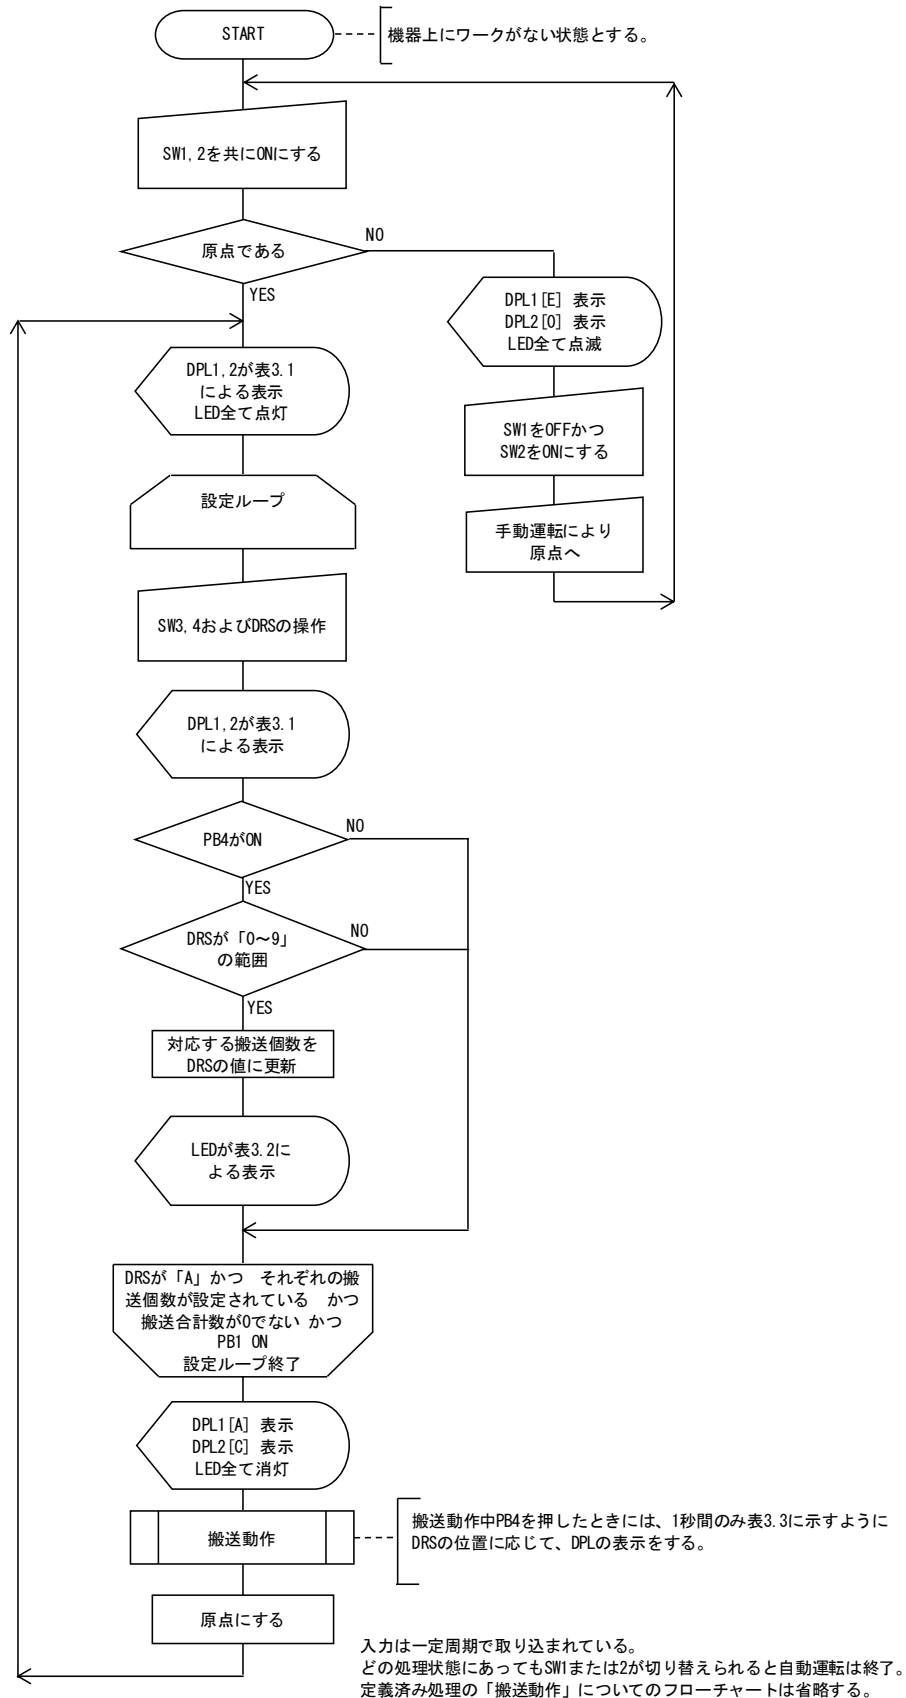 START
機器上にワークがない状態とする。
SW1,2を共にONにする
原点である
NO
YES
DPL1[E] 表示
DPL2[0] 表示
LED全て点滅
DPL1,2が表3.1
による表示
LED全て点灯
SW1をOFFかつ
SW2をONにする
設定ループ
手動運転により
原点へ
SW3,4およびDRSの操作
DPL1,2が表3.1
による表示
PB4がON
NO
YES
DRSが「0～9」
の範囲
NO
YES
対応する搬送個数を
DRSの値に更新
LEDが表3.2に
よる表示
DRSが「A」かつ　それぞれの搬
送個数が設定されている　かつ
搬送合計数が0でない かつ
PB1 ON
設定ループ終了
DPL1[A] 表示
DPL2[C] 表示
LED全て消灯
搬送動作
搬送動作中PB4を押したときには、1秒間のみ表3.3に示すように
DRSの位置に応じて、DPLの表示をする。
原点にする
入力は一定周期で取り込まれている。
どの処理状態にあってもSW1または2が切り替えられると自動運転は終了。
定義済み処理の「搬送動作」についてのフローチャートは省略する。